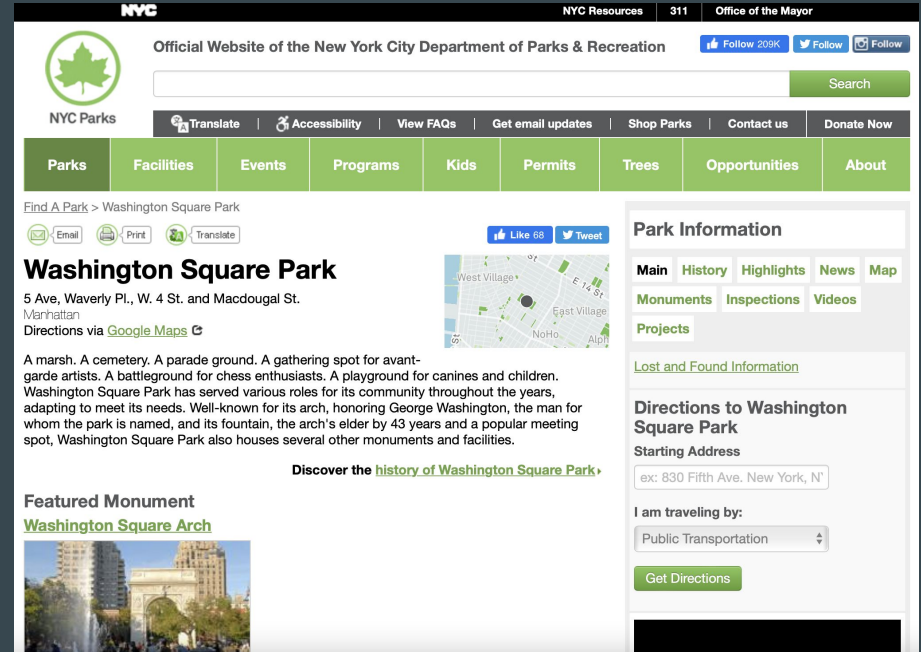 NYC
NYC Resources
311
Office of the Mayor
Official Website of the New York City Department of Parks & Recreation
Follow 209K
Follow
Follow
Search
NYC Parks
Translate | Accessibility | View FAQs | Get email updates | Shop Parks | Contact us
Donate Now
Parks
Facilities
Events
Programs
Kids
Permits
Trees
Opportunities
About
Find A Park > Washington Square Park
Email
Print
Translate
Like 68
Tweet
Washington Square Park
5 Ave, Waverly Pl., W. 4 St. and Macdougal St.
Manhattan
Directions via Google Maps
West Village
St
E 14 St
East Village
NoHo
St
Alph
A marsh. A cemetery. A parade ground. A gathering spot for avant-
garde artists. A battleground for chess enthusiasts. A playground for canines and children.
Washington Square Park has served various roles for its community throughout the years,
adapting to meet its needs. Well-known for its arch, honoring George Washington, the man for
whom the park is named, and its fountain, the arch's elder by 43 years and a popular meeting
spot, Washington Square Park also houses several other monuments and facilities.
Discover the history of Washington Square Park
Featured Monument
Washington Square Arch
Park Information
Main History Highlights News Map
Monuments Inspections Videos
Projects
Lost and Found Information
Directions to Washington
Square Park
Starting Address
ex: 830 Fifth Ave. New York, N
I am traveling by:
Public Transportation
Get Directions